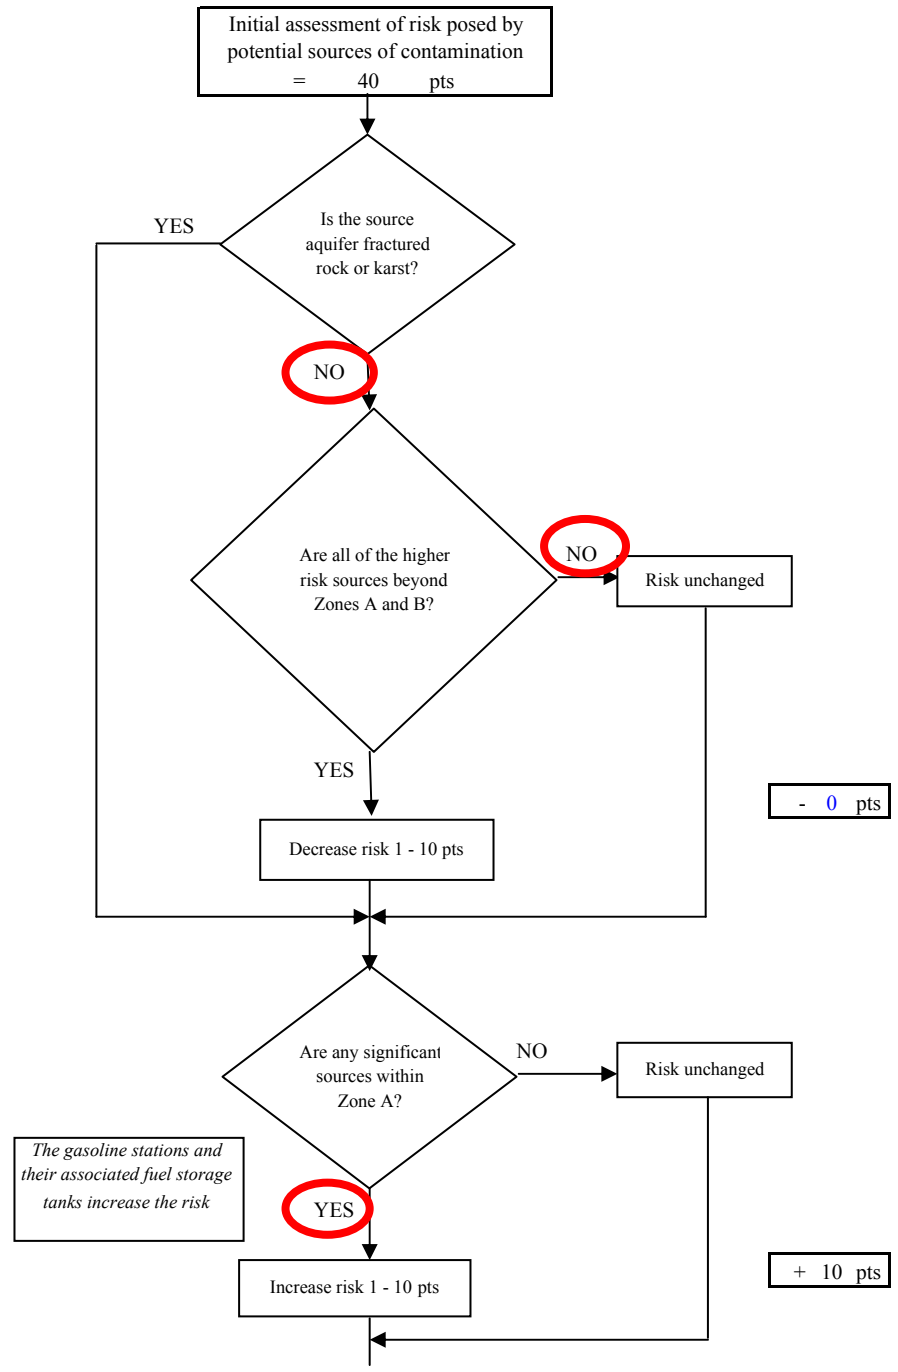 Initial assessment of risk posed by
potential sources of contamination
= 40 pts
YES
Is the source
aquifer fractured
rock or karst?
NO
Are all of the higher
risk sources beyond
Zones A and B?
NO
Risk unchanged
YES
- 0 pts
Decrease risk 1 - 10 pts
Are any significant
sources within
Zone A?
NO
Risk unchanged
The gasoline stations and
their associated fuel storage
tanks increase the risk
YES
+ 10 pts
Increase risk 1 - 10 pts